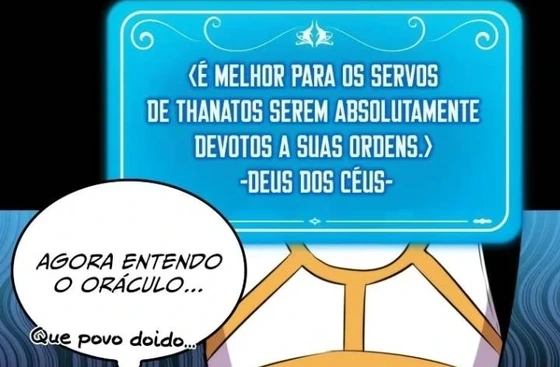 <É MELHOR PARA OS SERVOS
DE THANATOS SEREM ABSOLUTAMENTE
DEVOTOS A SUAS ORDENS.>
-DEUS DOS CÉUS-
AGORA ENTENDO
O ORÁCULO...
Que povo doido...